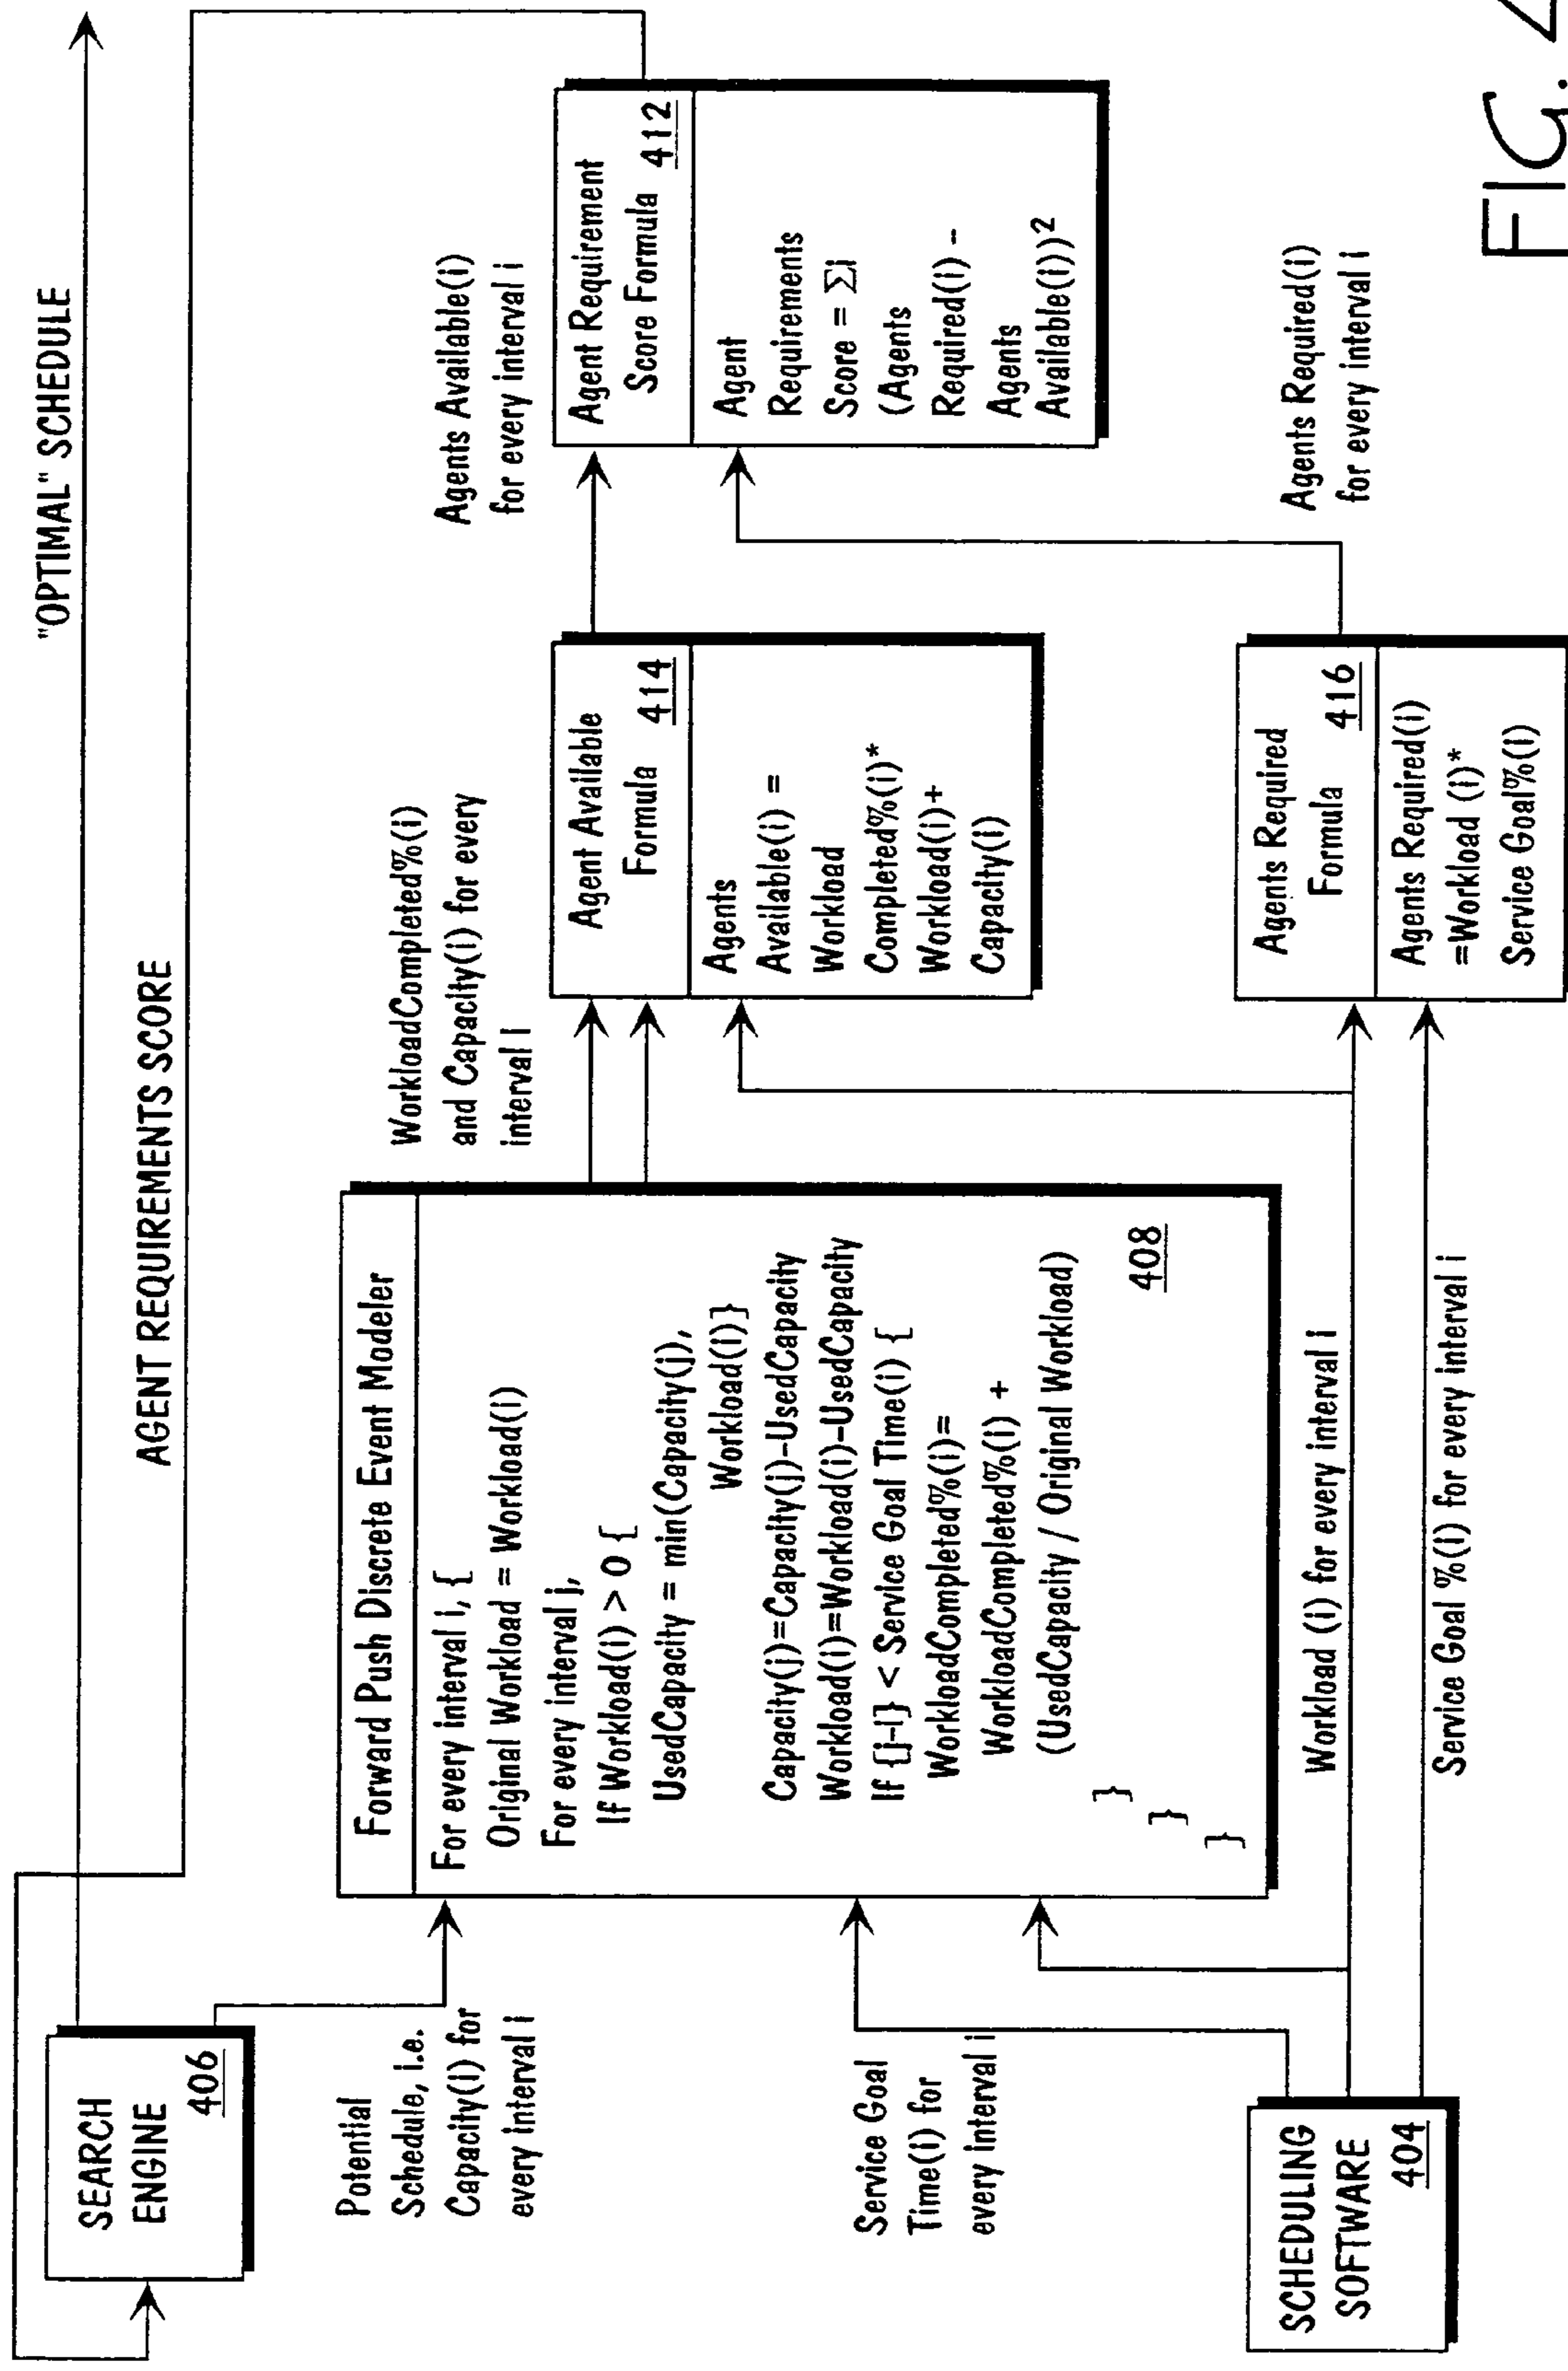 "OPTIMAL" SCHEDULE
AGENT REQUIREMENTS SCORE
SEARCH
ENGINE
406
Potential
Schedule, i.e.
Capacity(i) for
every interval i
Service Goal
Time(i) for
every interval i
SCHEDULING
SOFTWARE
404
Forward Push Discrete Event Modeler
For every interval i, {
Original Workload = Workload(i)
For every interval j,
If Workload(i) > 0 {
UsedCapacity = min(Capacity(j),
Workload(i)}
Capacity(j)=Capacity(j)-UsedCapacity
Workload(i)=Workload(i)-UsedCapacity
If {j-i} < Service Goal Time(i) {
WorkloadCompleted%(i)=
WorkloadCompleted%(i) +
(UsedCapacity / Original Workload)
}
}
}
408
Workload (i) for every interval i
Service Goal %(i) for every interval i
WorkloadCompleted%(i)
and Capacity(i) for every
interval i
Agent Available
Formula 414
Agents
Available(i) =
Workload
Completed%(i)*
Workload(i)+
Capacity(i)
Agents Required
Formula 416
Agents Required(i)
=Workload (i)*
Service Goal%(i)
Agents Available(i)
for every interval i
Agent Requirement
Score Formula 412
Agent
Requirements
Score = Σi
(Agents
Required(i) –
Agents
Available(i))²
Agents Required(i)
for every interval i
FIG. 4